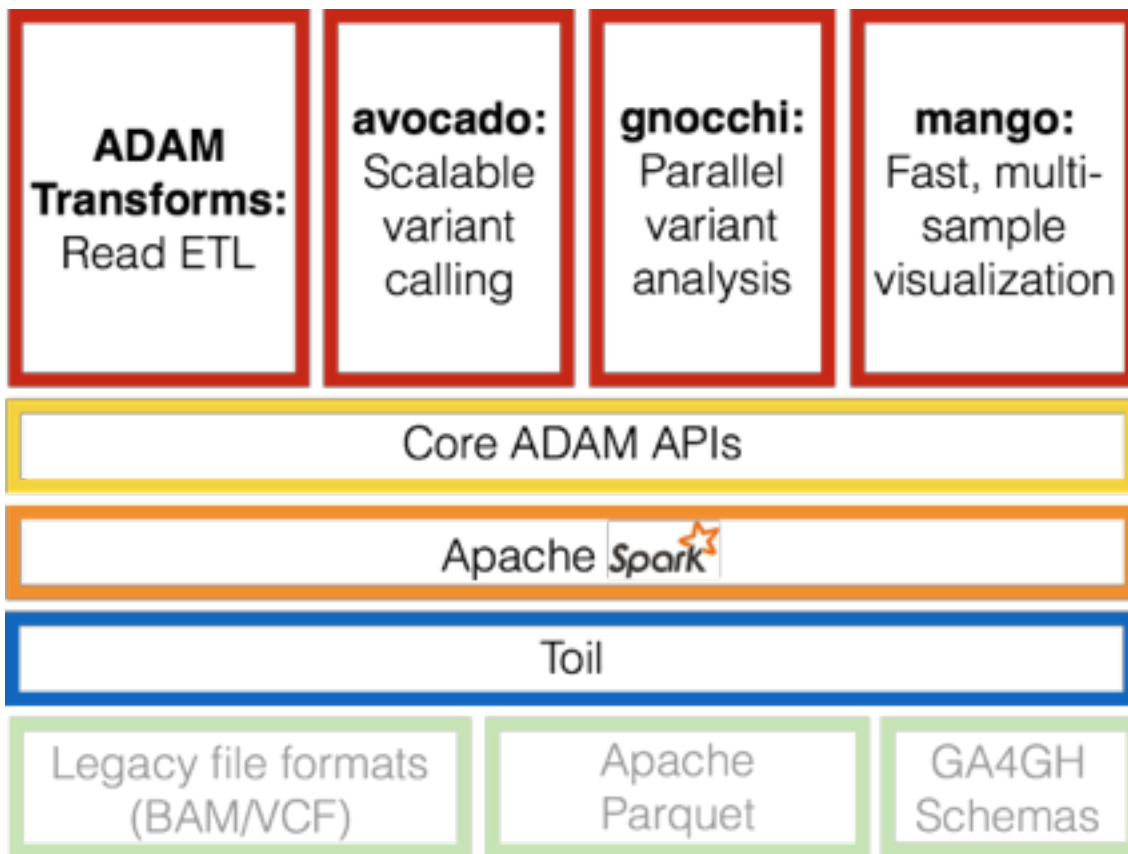 ADAM
Transforms:
Read ETL
avocado:
Scalable
variant
calling
gnocchi:
Parallel
variant
analysis
mango:
Fast, multi-
sample
visualization
Core ADAM APIs
Apache Spark
Toil
Legacy file formats
(BAM/VCF)
Apache
Parquet
GA4GH
Schemas